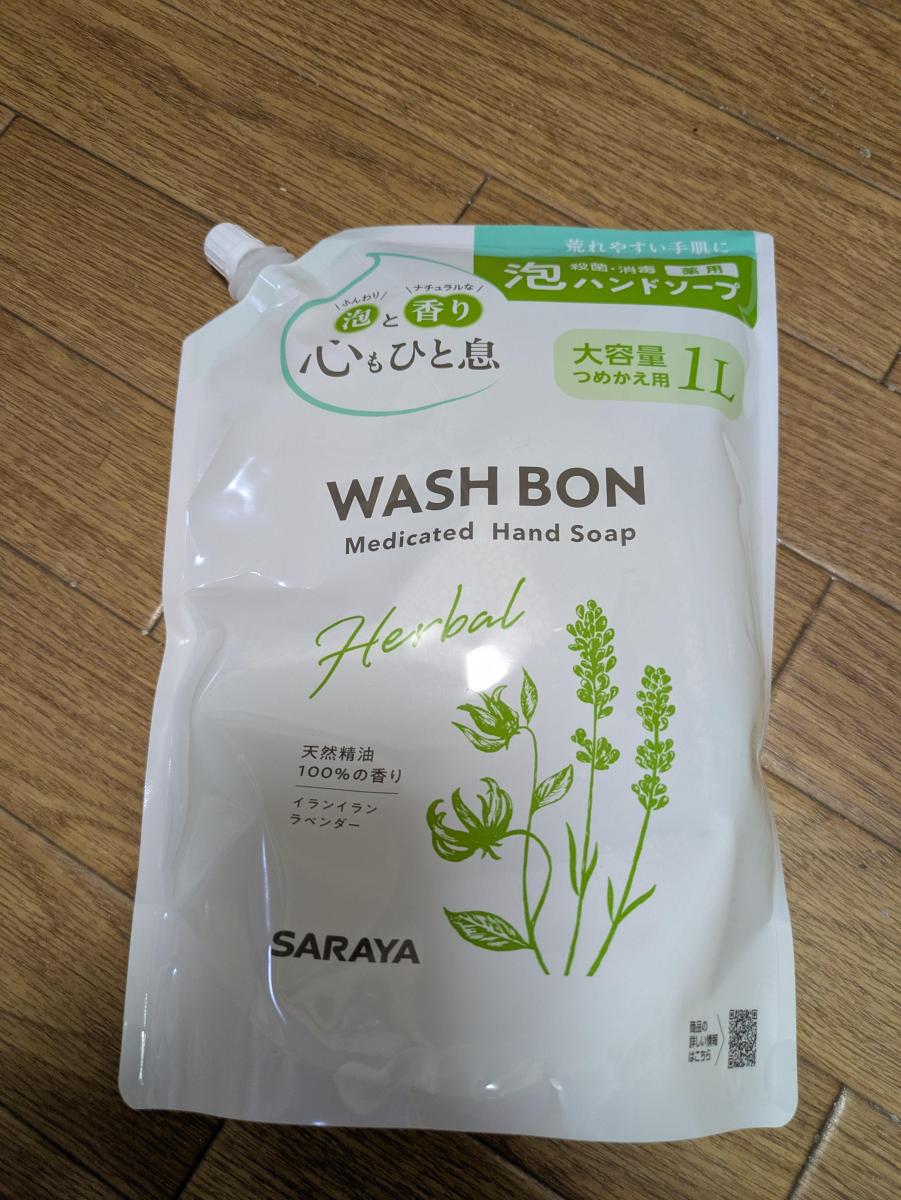 荒れやすい手肌に
泡 殺菌・消毒 薬用
ハンドソープ
\ふんわり/ \ナチュラルな/
泡と香り
心もひと息
大容量
つめかえ用 1L
WASH BON
Medicated Hand Soap
Herbal
天然精油
100%の香り
イランイラン
ラベンダー
SARAYA
商品の
詳しい情報
はこちら